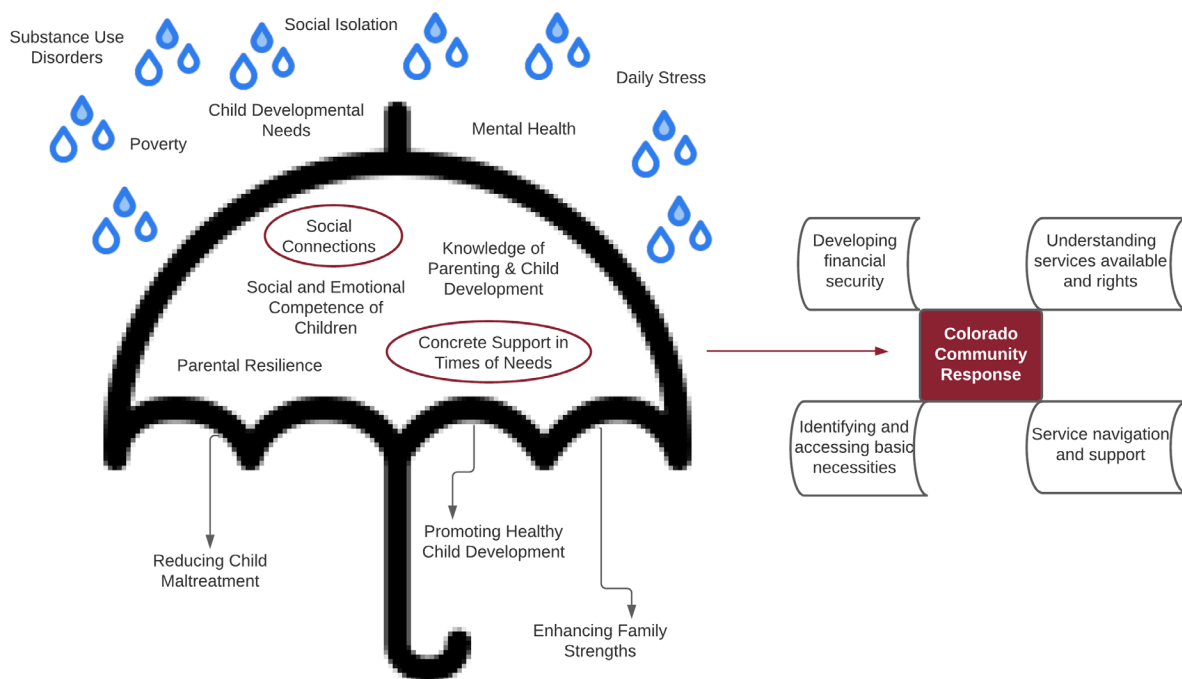 Substance Use
Disorders
Social Isolation
Daily Stress
Child Developmental
Needs
Mental Health
Poverty
Social
Connections
Knowledge of
Parenting & Child
Development
Social and Emotional
Competence of
Children
Concrete Support in
Times of Needs
Parental Resilience
Developing
financial
security
Understanding
services available
and rights
Colorado
Community
Response
Identifying and
accessing basic
necessities
Service navigation
and support
Promoting Healthy
Child Development
Reducing Child
Maltreatment
Enhancing Family
Strengths